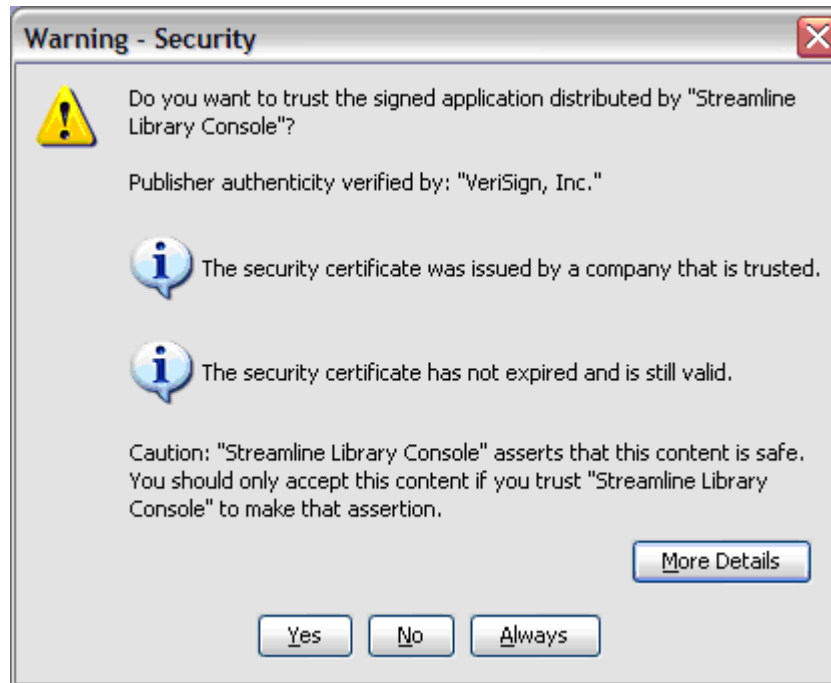 Warning - Security
Do you want to trust the signed application distributed by "Streamline
Library Console"?
Publisher authenticity verified by: "VeriSign, Inc."
The security certificate was issued by a company that is trusted.
The security certificate has not expired and is still valid.
Caution: "Streamline Library Console" asserts that this content is safe.
You should only accept this content if you trust "Streamline Library
Console" to make that assertion.
More Details
Yes No Always